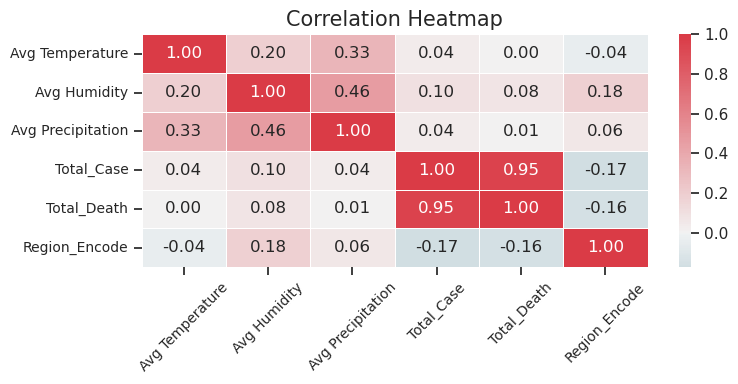 Correlation Heatmap
Avg Temperature 1.00 0.20 0.33 0.04 0.00 -0.04
Avg Humidity 0.20 1.00 0.46 0.10 0.08 0.18
Avg Precipitation 0.33 0.46 1.00 0.04 0.01 0.06
Total_Case 0.04 0.10 0.04 1.00 0.95 -0.17
Total_Death 0.00 0.08 0.01 0.95 1.00 -0.16
Region_Encode -0.04 0.18 0.06 -0.17 -0.16 1.00
Avg Temperature Avg Humidity Avg Precipitation Total_Case Total_Death Region_Encode
1.0
0.8
0.6
0.4
0.2
0.0